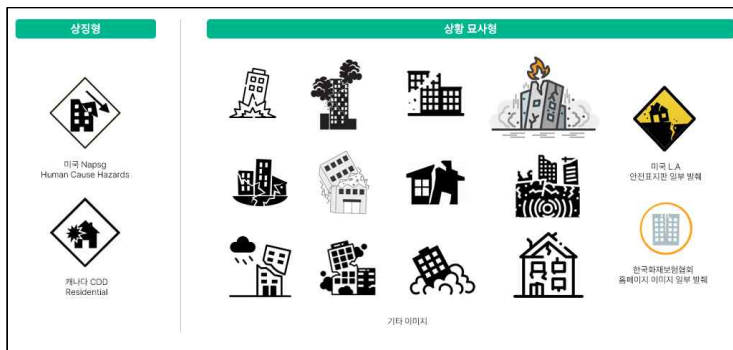 상징형
상황 묘사형
미국 Napsg
Human Cause Hazards
캐나다 CDD
Residential
미국 L.A
안전표지판 일부 발췌
한국화재보험협회
홈페이지 이미지 일부 발췌
기타 이미지